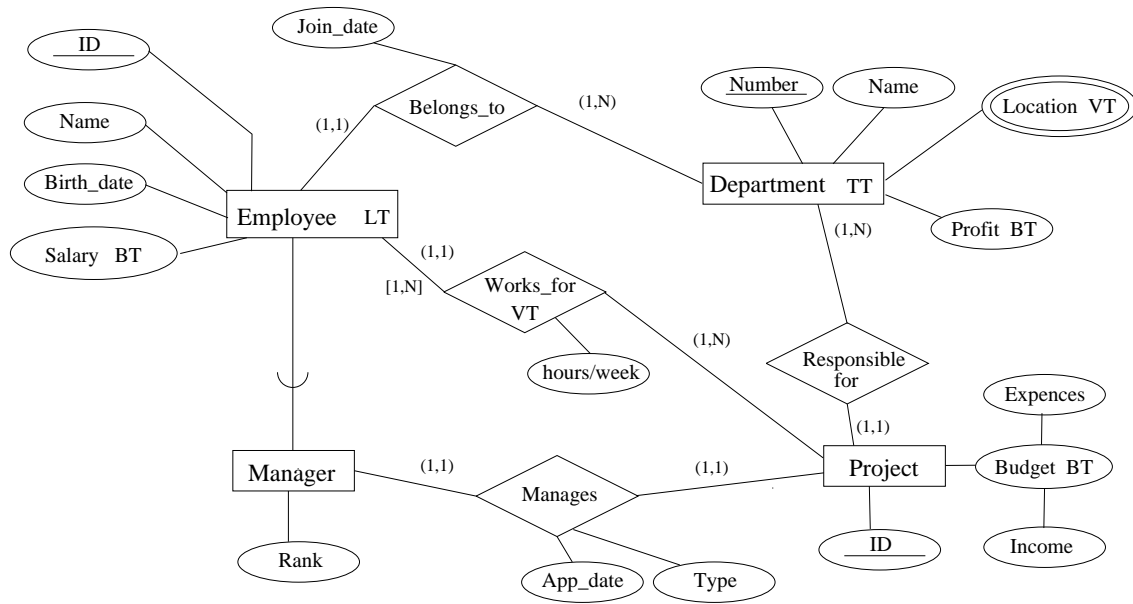 Join_date
ID
Number
Name
Location VT
Name
(1,1)
Belongs_to
(1,N)
Birth_date
Department TT
Employee LT
Salary BT
(1,1)
(1,N)
Profit BT
[1,N]
Works_for
VT
(1,N)
Responsible
for
hours/week
Expences
(1,1)
Manager
(1,1)
Manages
(1,1)
Project
Budget BT
Rank
App_date
Type
ID
Income